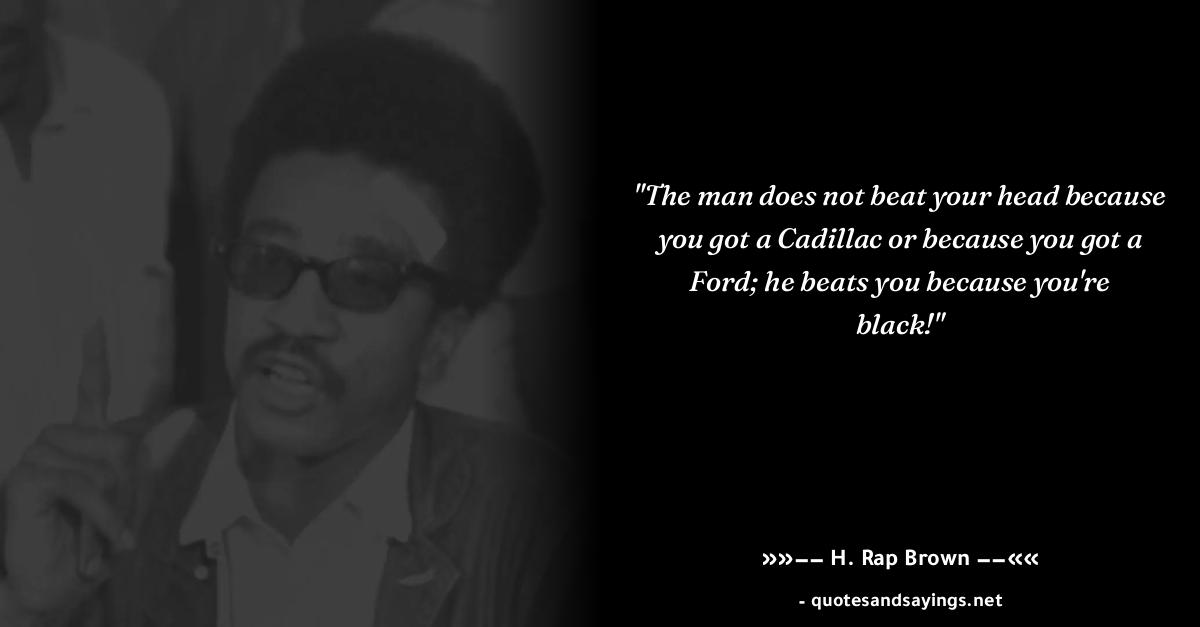 "The man does not beat your head because
you got a Cadillac or because you got a
Ford; he beats you because you're
black!"
»»―― H. Rap Brown ――««
- quotesandsayings.net